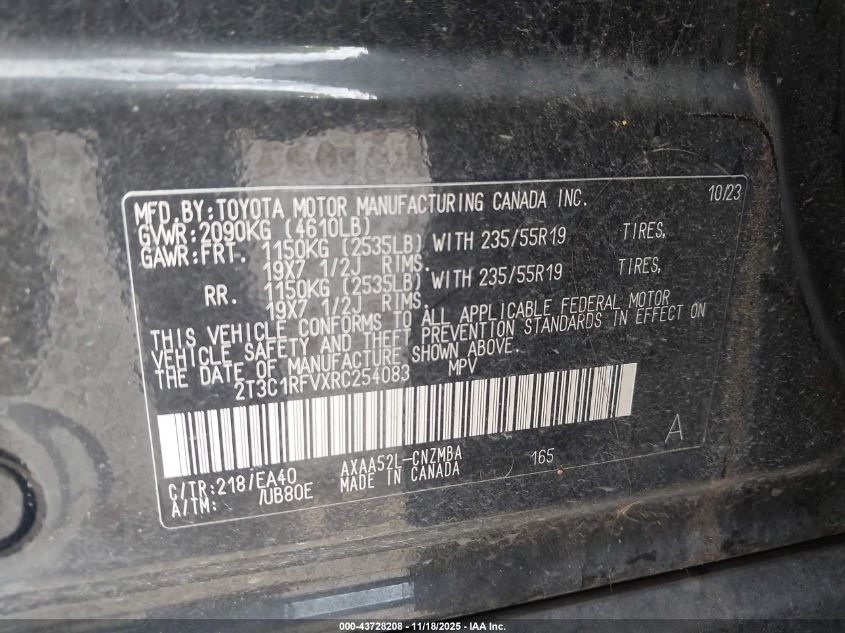 MFD.BY:TOYOTA MOTOR MANUFACTURING CANADA INC. 10/23
GVWR:2090KG (4610LB)
GAWR:FRT. 1150KG (2535LB) WITH 235/55R19 TIRES,
19X7 1/2J RIMS.
RR. 1150KG (2535LB) WITH 235/55R19 TIRES,
19X7 1/2J RIMS.
THIS VEHICLE CONFORMS TO ALL APPLICABLE FEDERAL MOTOR
VEHICLE SAFETY AND THEFT PREVENTION STANDARDS IN EFFECT ON
THE DATE OF MANUFACTURE SHOWN ABOVE.
2T3C1RFVXRC254083 MPV
A
C/TR:218/EA40 AXAA52L-CNZMBA 165
A/TM: /UB80E MADE IN CANADA
000-43728208 - 11/18/2025 - IAA Inc.